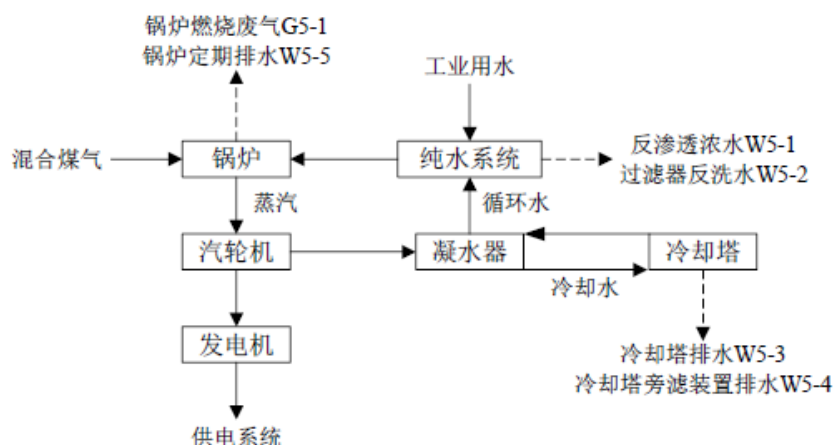 锅炉燃烧废气G5-1
锅炉定期排水W5-5
工业用水
混合煤气
锅炉
纯水系统
反渗透浓水W5-1
过滤器反洗水W5-2
蒸汽
循环水
汽轮机
凝水器
冷却塔
冷却水
发电机
冷却塔排水W5-3
冷却塔旁滤装置排水W5-4
供电系统